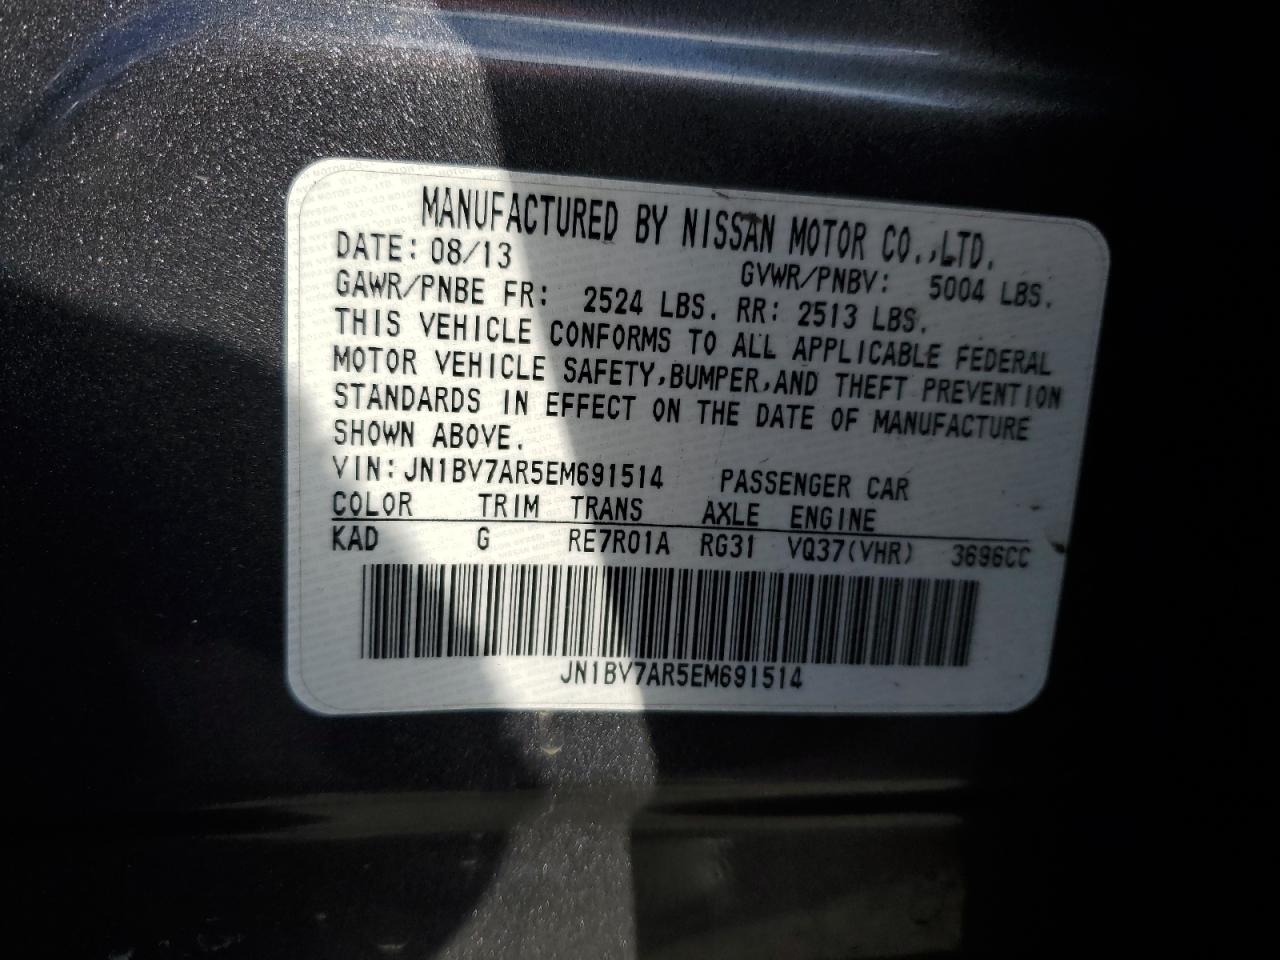 MANUFACTURED BY NISSAN MOTOR CO.,LTD.
DATE: 08/13 GVWR/PNBV: 5004 LBS.
GAWR/PNBE FR: 2524 LBS. RR: 2513 LBS.
THIS VEHICLE CONFORMS TO ALL APPLICABLE FEDERAL
MOTOR VEHICLE SAFETY,BUMPER,AND THEFT PREVENTION
STANDARDS IN EFFECT ON THE DATE OF MANUFACTURE
SHOWN ABOVE.
VIN: JN1BV7AR5EM691514 PASSENGER CAR
COLOR TRIM TRANS AXLE ENGINE
KAD G RE7R01A RG31 VQ37(VHR) 3696CC
JN1BV7AR5EM691514